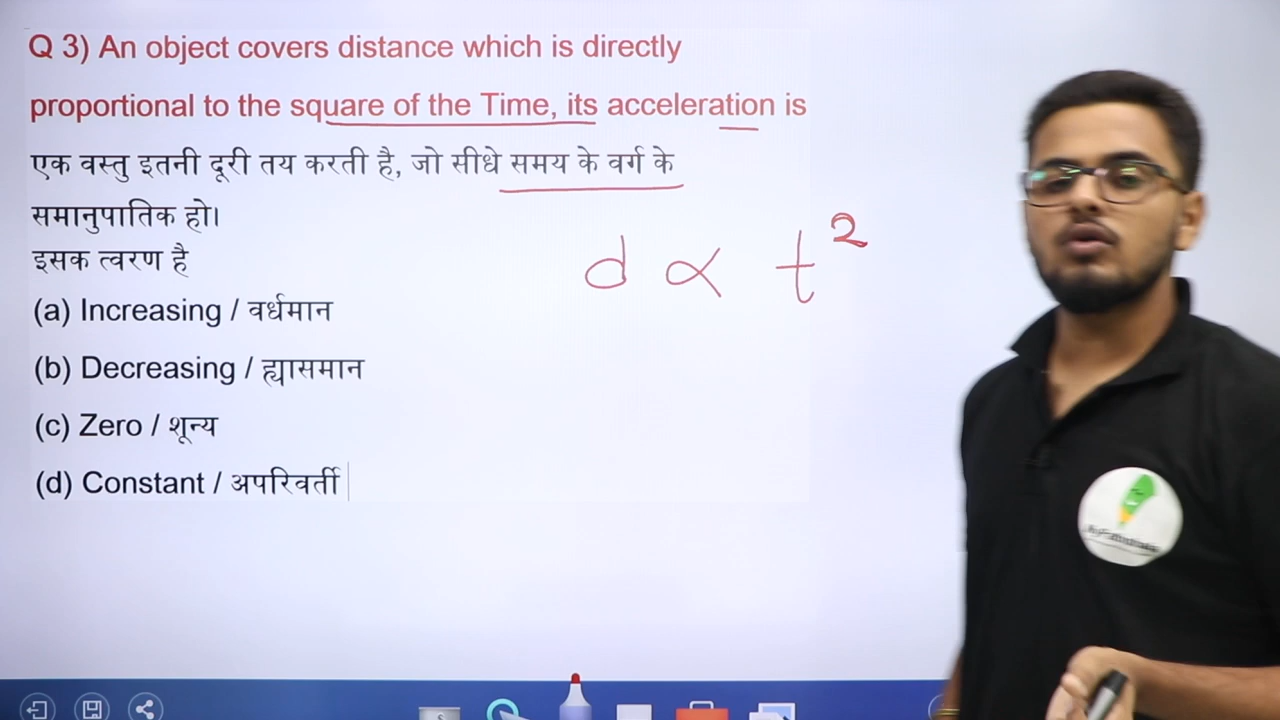 Q 3) An object covers distance which is directly
proportional to the square of the Time, its acceleration is
एक वस्तु इतनी दूरी तय करती है, जो सीधे समय के वर्ग के
समानुपातिक हो।
इसक त्वरण है
d ∝ t²
(a) Increasing / वर्धमान
(b) Decreasing / ह्यासमान
(c) Zero / शून्य
(d) Constant / अपरिवर्ती